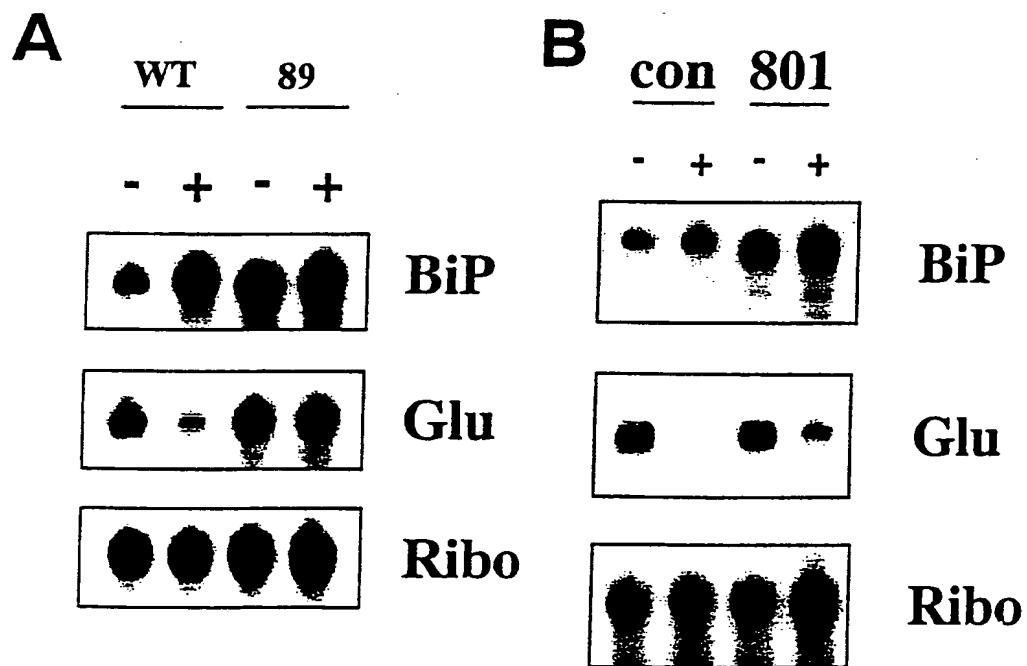 A
WT 89
- + - +
BiP
Glu
Ribo
B
con 801
- + - +
BiP
Glu
Ribo